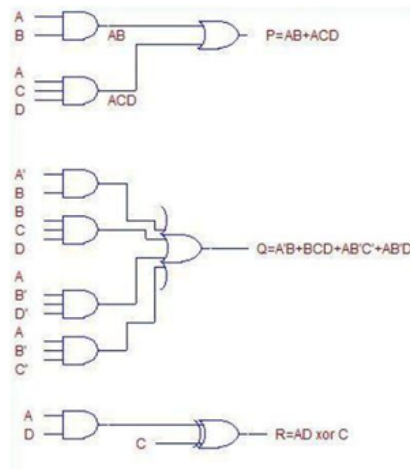 A
B
AB
P=AB+ACD
A
C
D
ACD
A'
B
B
C
D
Q=A'B+BCD+AB'C'+AB'D
A
B'
D'
A
B'
C'
A
D
C
R=AD xor C